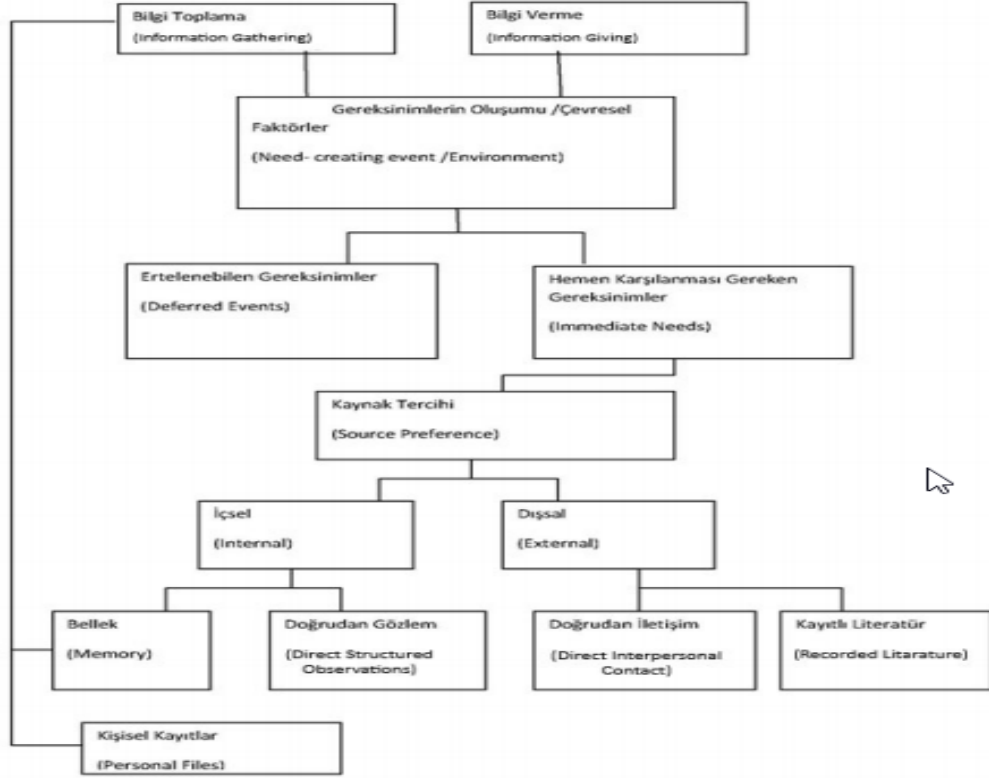 Bilgi Toplama
(Information Gathering)
Bilgi Verme
(Information Giving)
Gereksinimlerin Oluşumu /Çevresel
Faktörler
(Need- creating event /Environment)
Ertelenebilen Gereksinimler
(Deferred Events)
Hemen Karşılanması Gereken
Gereksinimler
(Immediate Needs)
Kaynak Tercihi
(Source Preference)
İçsel
(Internal)
Dışsal
(External)
Bellek
(Memory)
Doğrudan Gözlem
(Direct Structured
Observations)
Doğrudan İletişim
(Direct Interpersonal
Contact)
Kayıtlı Literatür
(Recorded Litarature)
Kişisel Kayıtlar
(Personal Files)